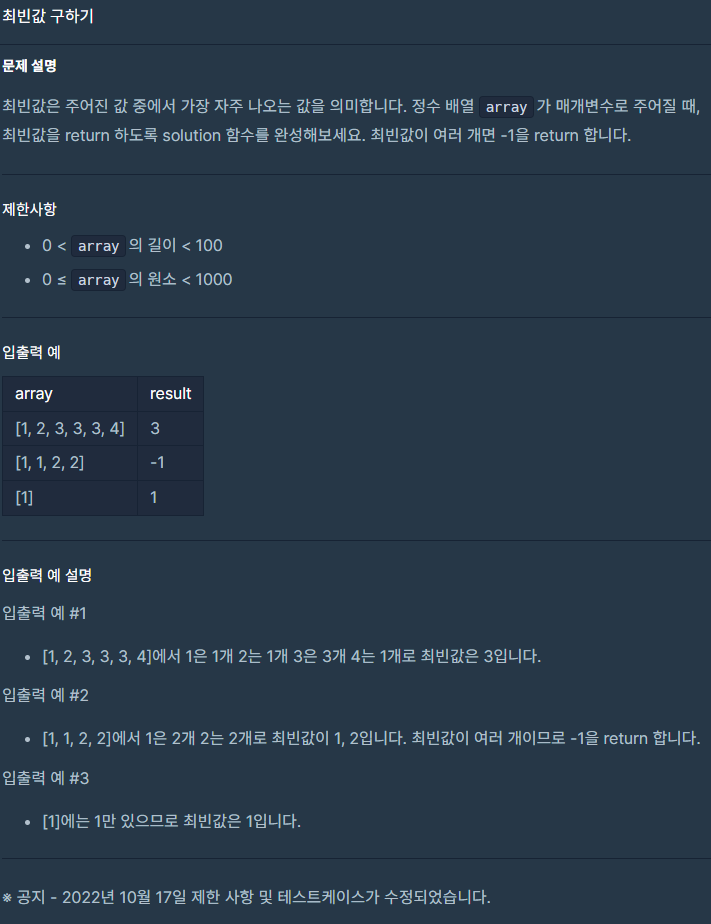 최빈값 구하기
문제 설명
최빈값은 주어진 값 중에서 가장 자주 나오는 값을 의미합니다. 정수 배열 array 가 매개변수로 주어질 때,
최빈값을 return 하도록 solution 함수를 완성해보세요. 최빈값이 여러 개면 -1을 return 합니다.
제한사항
• 0 < array 의 길이 < 100
• 0 ≤ array 의 원소 < 1000
입출력 예
array result
[1, 2, 3, 3, 3, 4] 3
[1, 1, 2, 2] -1
[1] 1
입출력 예 설명
입출력 예 #1
• [1, 2, 3, 3, 3, 4]에서 1은 1개 2는 1개 3은 3개 4는 1개로 최빈값은 3입니다.
입출력 예 #2
• [1, 1, 2, 2]에서 1은 2개 2는 2개로 최빈값이 1, 2입니다. 최빈값이 여러 개이므로 -1을 return 합니다.
입출력 예 #3
• [1]에는 1만 있으므로 최빈값은 1입니다.
※ 공지 - 2022년 10월 17일 제한 사항 및 테스트케이스가 수정되었습니다.